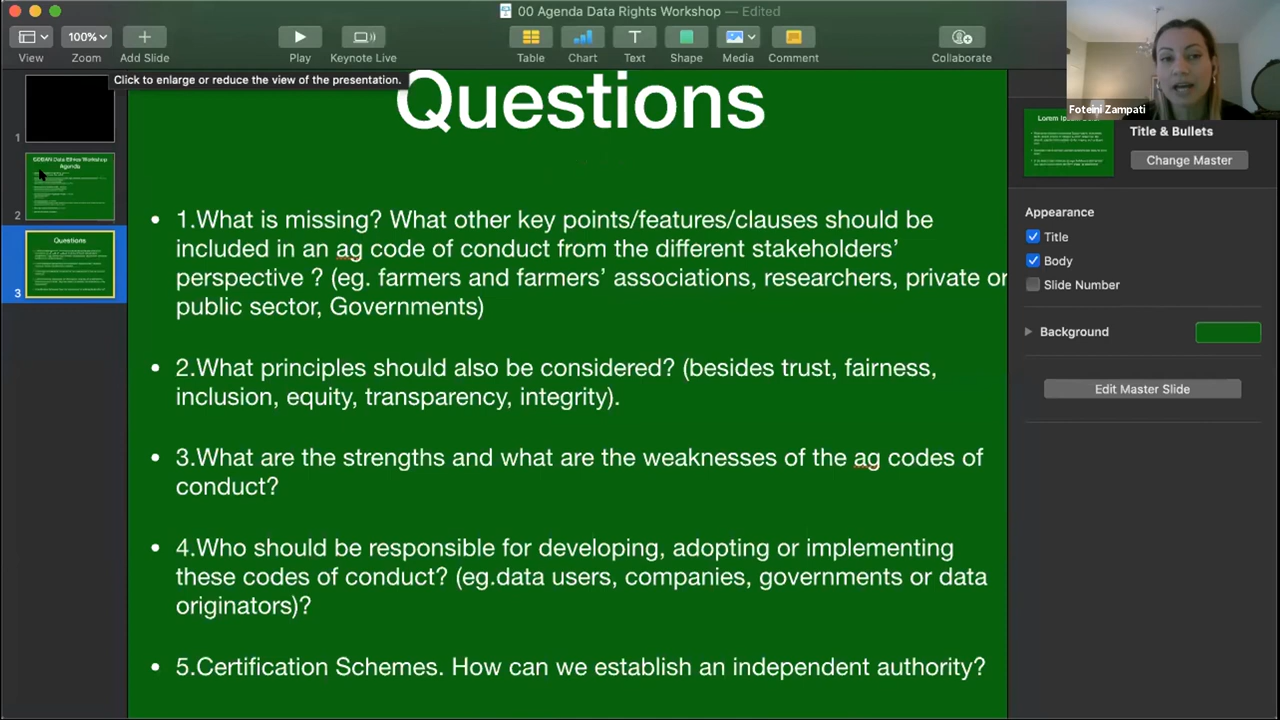 00 Agenda Data Rights Workshop — Edited
100%
View
Zoom
Add Slide
Play
Keynote Live
Table
Chart
Text
Shape
Media
Comment
Collaborate
Click to enlarge or reduce the view of the presentation.
Foteini Zampati
1
GODAN Data Ethics Workshop
Agenda
2
Questions
3
Questions
• 1.What is missing? What other key points/features/clauses should be
included in an ag code of conduct from the different stakeholders’
perspective ? (eg. farmers and farmers’ associations, researchers, private or
public sector, Governments)
• 2.What principles should also be considered? (besides trust, fairness,
inclusion, equity, transparency, integrity).
• 3.What are the strengths and what are the weaknesses of the ag codes of
conduct?
• 4.Who should be responsible for developing, adopting or implementing
these codes of conduct? (eg.data users, companies, governments or data
originators)?
• 5.Certification Schemes. How can we establish an independent authority?
Title & Bullets
Change Master
Appearance
Title
Body
Slide Number
Background
Edit Master Slide